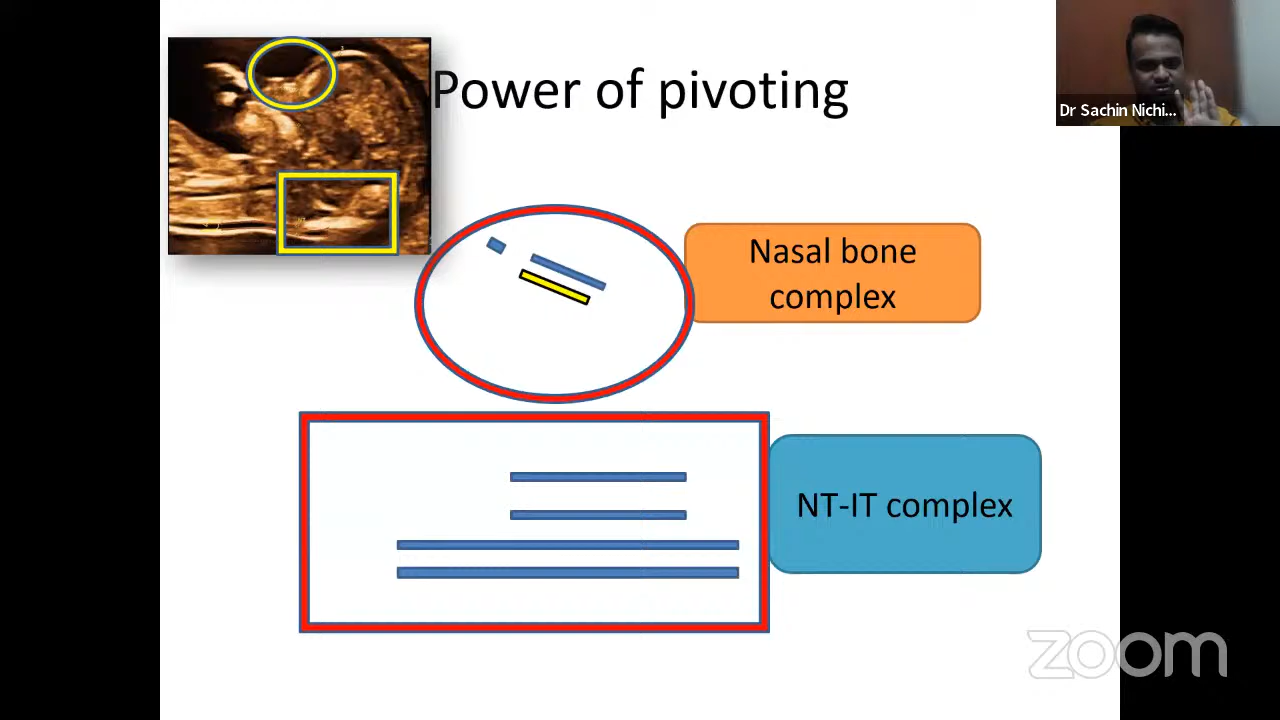 Power of pivoting
Dr Sachin Nichi...
Nasal bone
complex
NT-IT complex
zoom